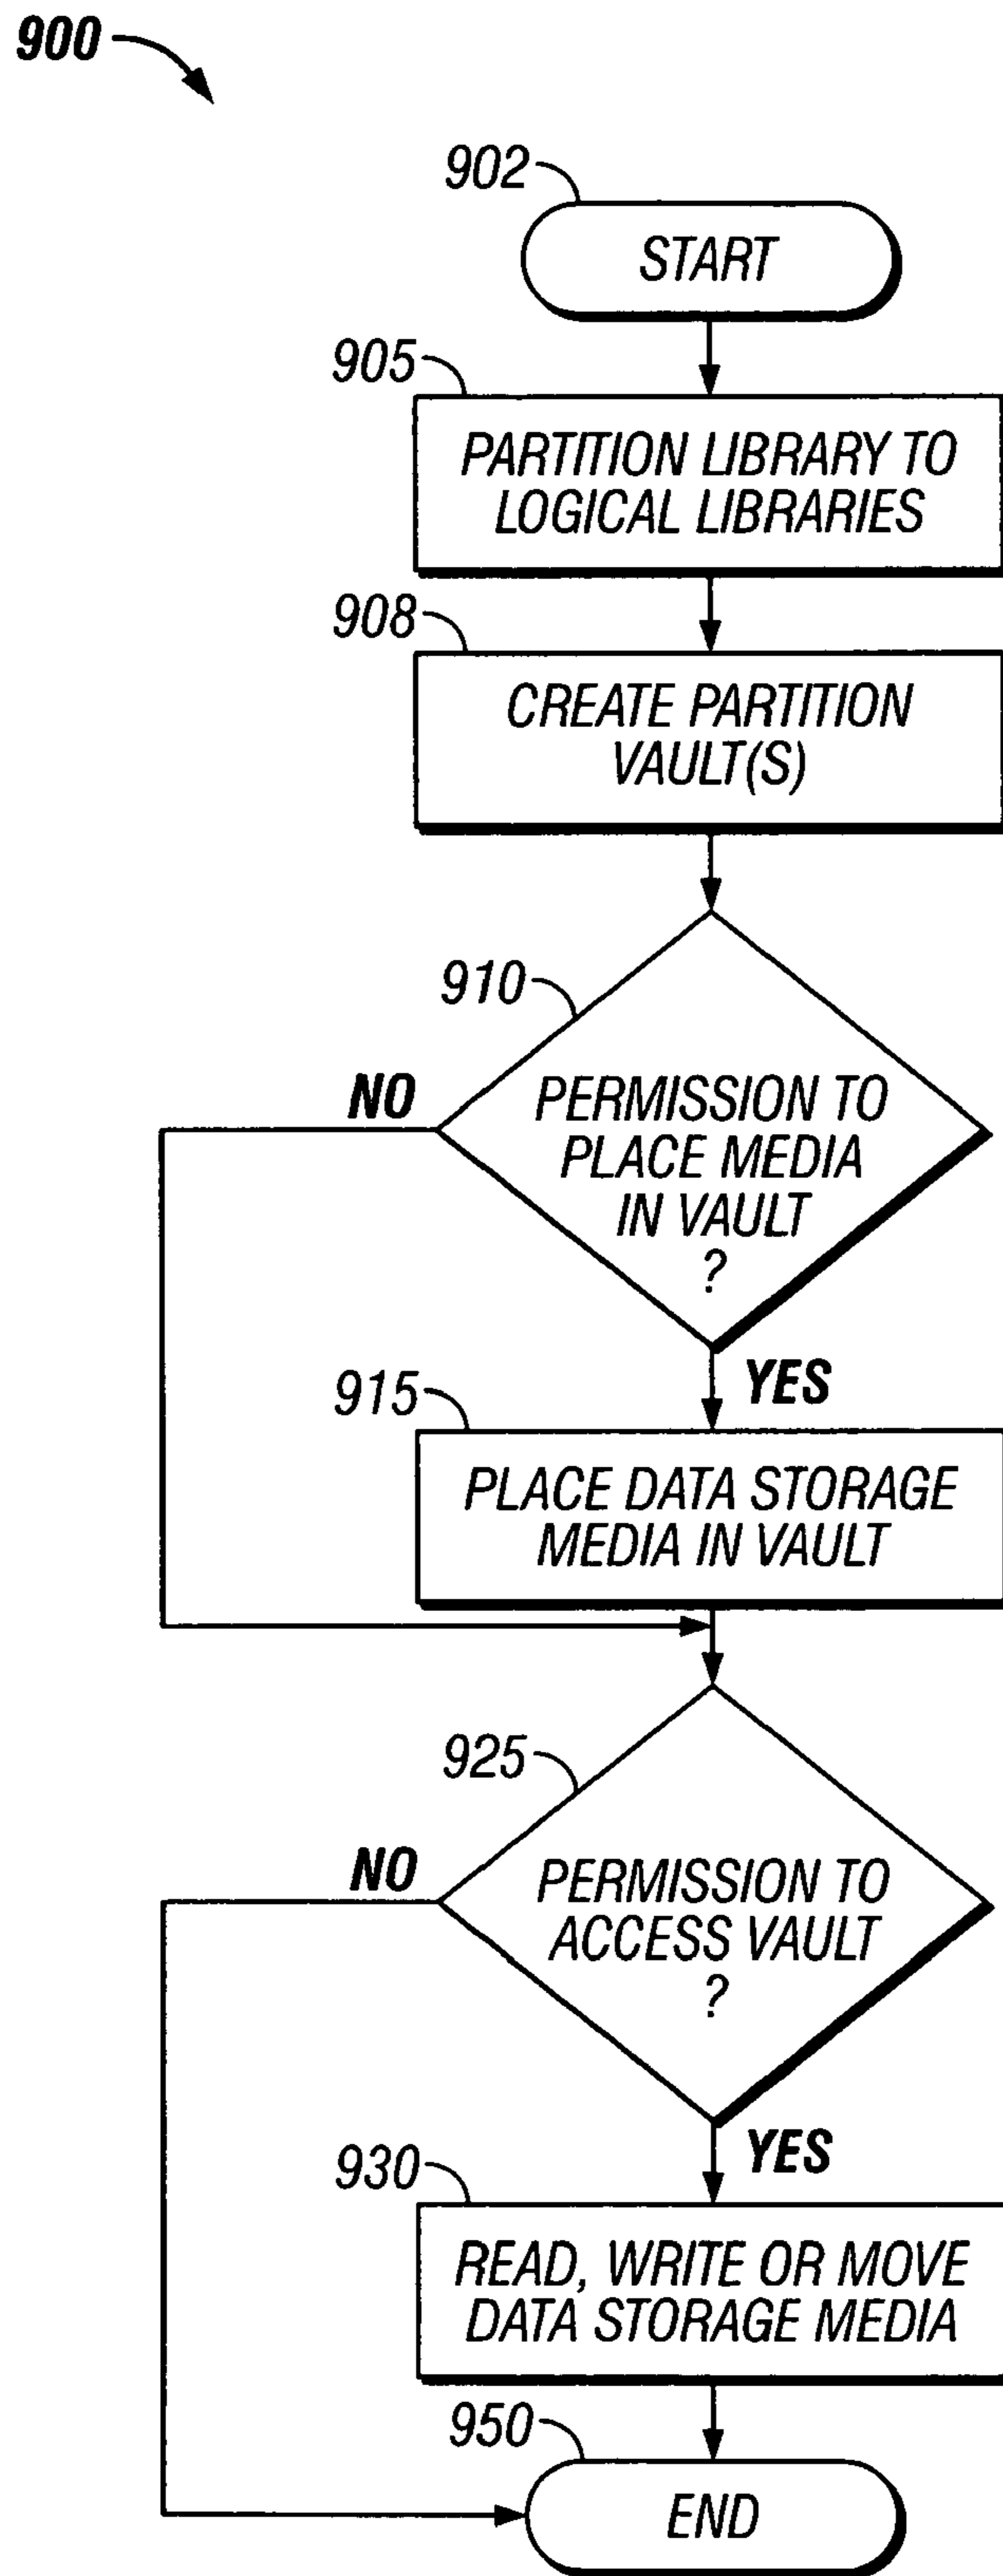 900
902
START
905
PARTITION LIBRARY TO
LOGICAL LIBRARIES
908
CREATE PARTITION
VAULT(S)
910
NO
PERMISSION TO
PLACE MEDIA
IN VAULT
?
YES
915
PLACE DATA STORAGE
MEDIA IN VAULT
925
NO
PERMISSION TO
ACCESS VAULT
?
YES
930
READ, WRITE OR MOVE
DATA STORAGE MEDIA
950
END